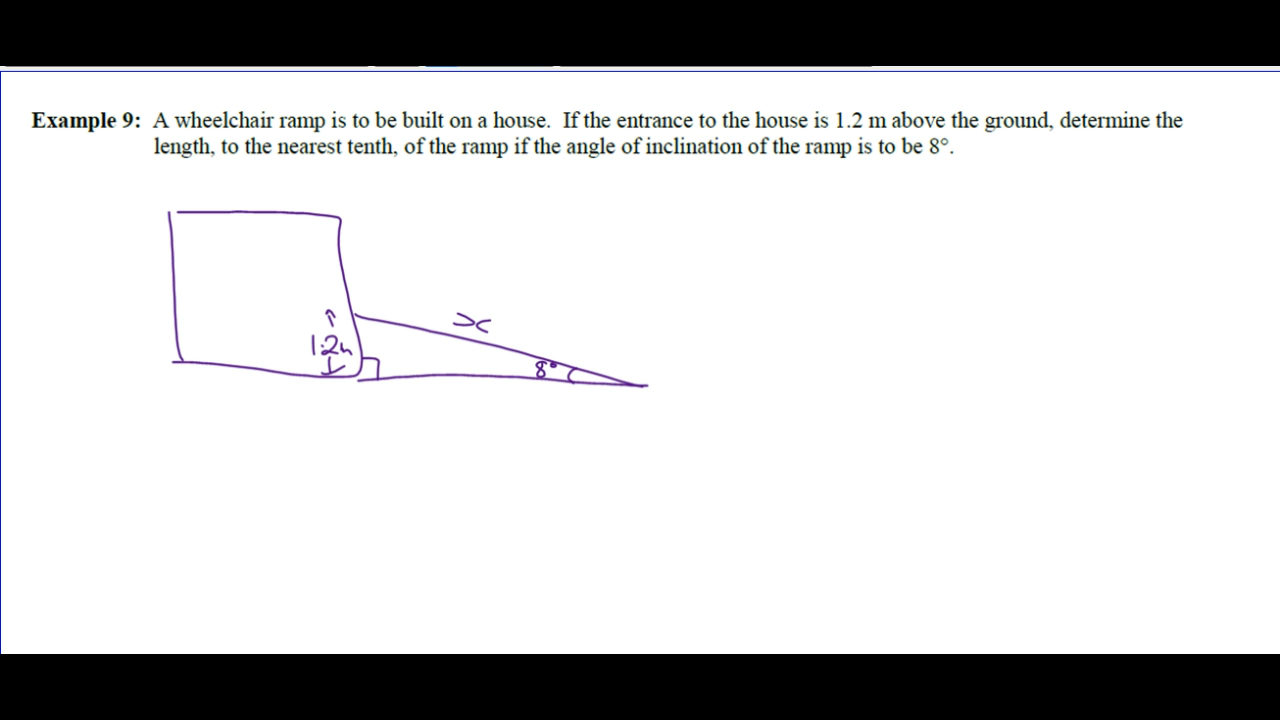 Example 9: A wheelchair ramp is to be built on a house. If the entrance to the house is 1.2 m above the ground, determine the
length, to the nearest tenth, of the ramp if the angle of inclination of the ramp is to be 8°.
x
1.2m
8°